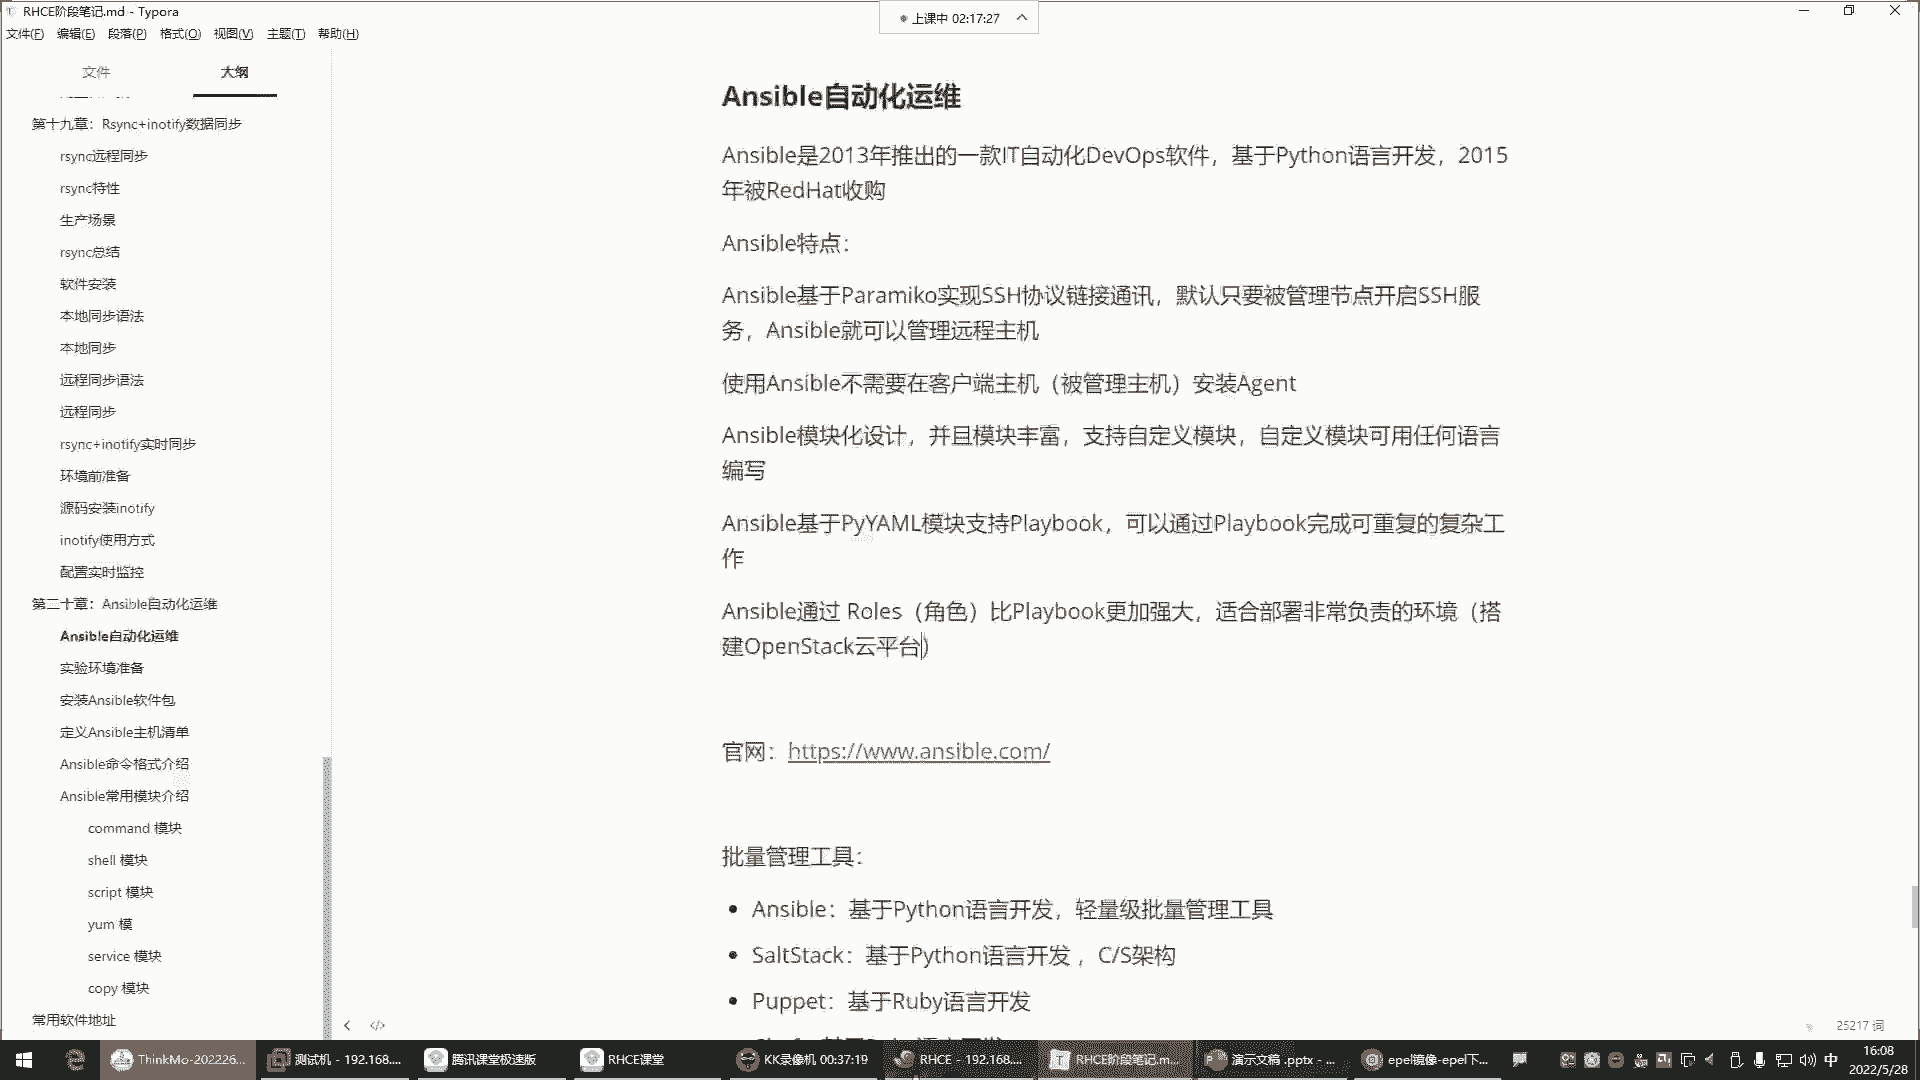 RHCE阶段笔记.md - Typora
上课中 02:17:27
文件(F) 编辑(E) 段落(P) 格式(O) 视图(V) 主题(T) 帮助(H)
文件 大纲
第十九章：Rsync+inotify数据同步
rsync远程同步
rsync特性
生产场景
rsync总结
软件安装
本地同步语法
本地同步
远程同步语法
远程同步
rsync+inotify实时同步
环境前准备
源码安装inotify
inotify使用方式
配置实时监控
第二十章：Ansible自动化运维
Ansible自动化运维
实验环境准备
安装Ansible软件包
定义Ansible主机清单
Ansible命令格式介绍
Ansible常用模块介绍
command 模块
shell 模块
script 模块
yum 模
service 模块
copy 模块
常用软件地址
Ansible自动化运维
Ansible是2013年推出的一款IT自动化DevOps软件，基于Python语言开发，2015
年被RedHat收购
Ansible特点：
Ansible基于Paramiko实现SSH协议链接通讯，默认只要被管理节点开启SSH服
务，Ansible就可以管理远程主机
使用Ansible不需要在客户端主机（被管理主机）安装Agent
Ansible模块化设计，并且模块丰富，支持自定义模块，自定义模块可用任何语言
编写
Ansible基于PyYAML模块支持Playbook，可以通过Playbook完成可重复的复杂工
作
Ansible通过 Roles（角色）比Playbook更加强大，适合部署非常负责的环境（搭
建OpenStack云平台）
官网：https://www.ansible.com/
批量管理工具：
Ansible：基于Python语言开发，轻量级批量管理工具
SaltStack：基于Python语言开发 ，C/S架构
Puppet：基于Ruby语言开发
25217 词
ThinkMo-202226... 测试机 - 192.168.... 腾讯课堂极速版 RHCE课堂 KK录像机 00:37:19 RHCE - 192.168.... RHCE阶段笔记.m... 演示文稿 .pptx - ... epel镜像-epel下... 中 16:08
2022/5/28